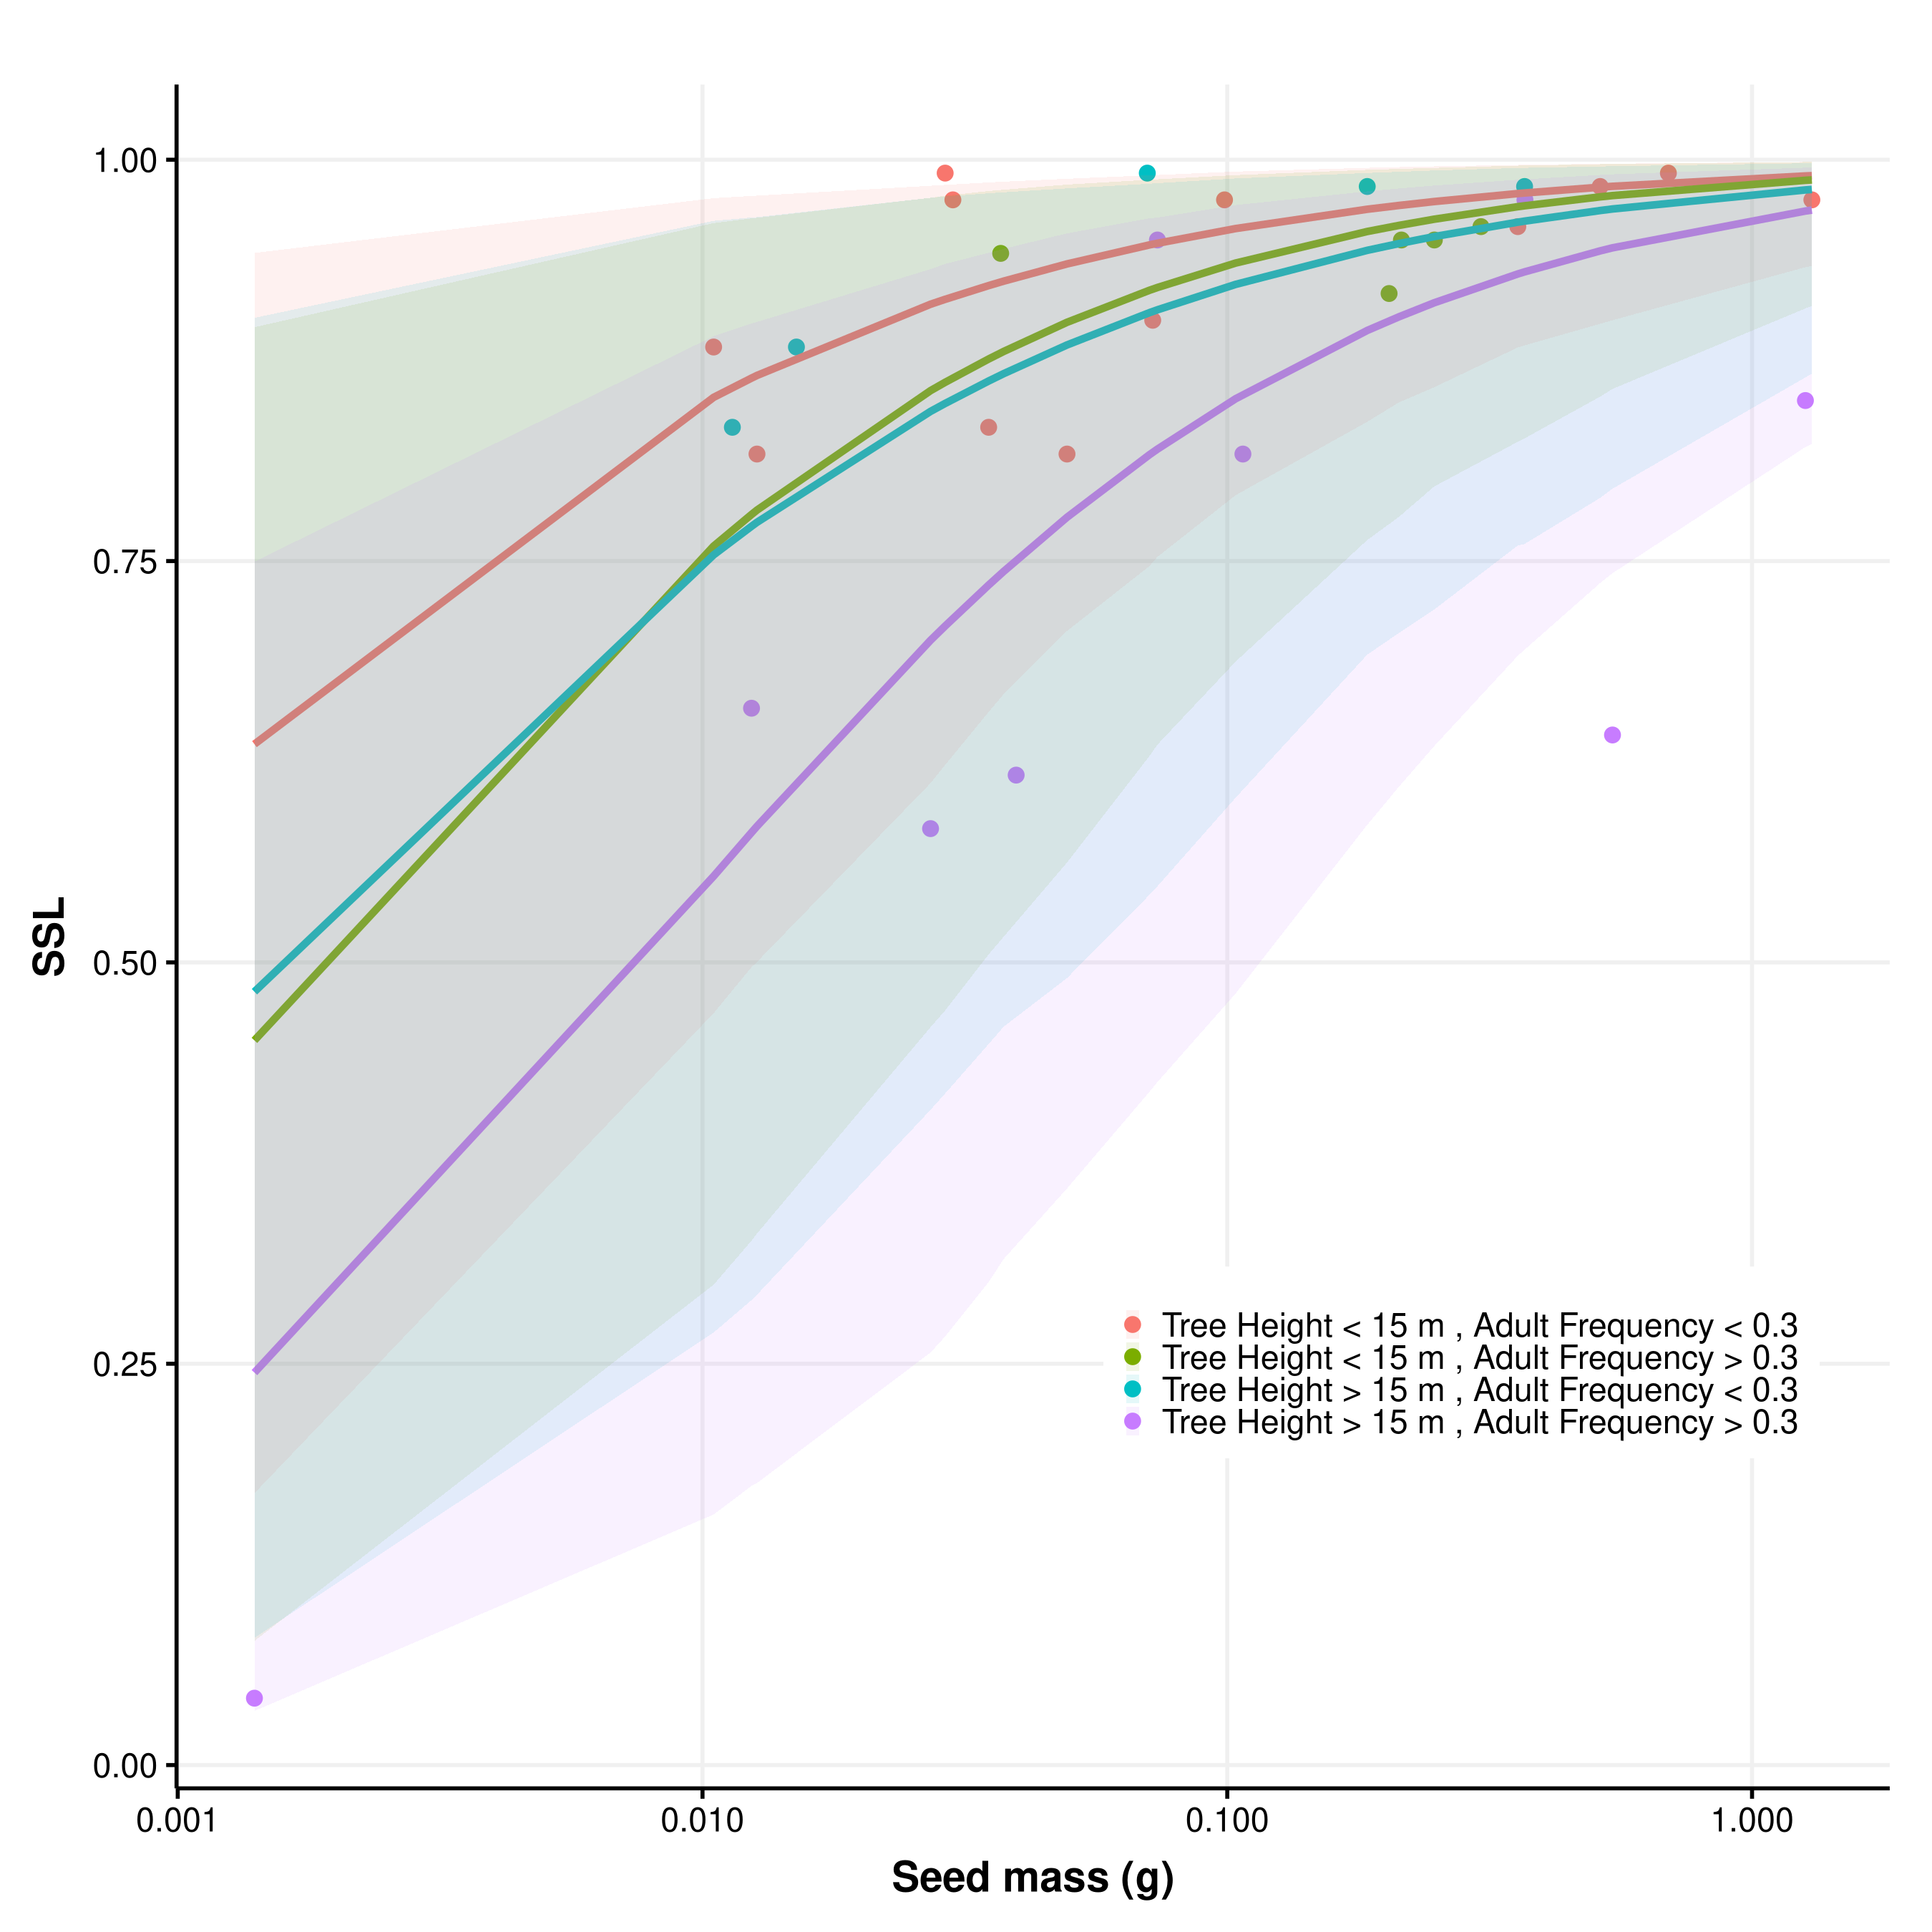 1.00
0.75
0.50
0.25
0.00
SSL
Tree Height < 15 m , Adult Frequency < 0.3
Tree Height < 15 m , Adult Frequency > 0.3
Tree Height > 15 m , Adult Frequency < 0.3
Tree Height > 15 m , Adult Frequency > 0.3
0.001 0.010 0.100 1.000
Seed mass (g)